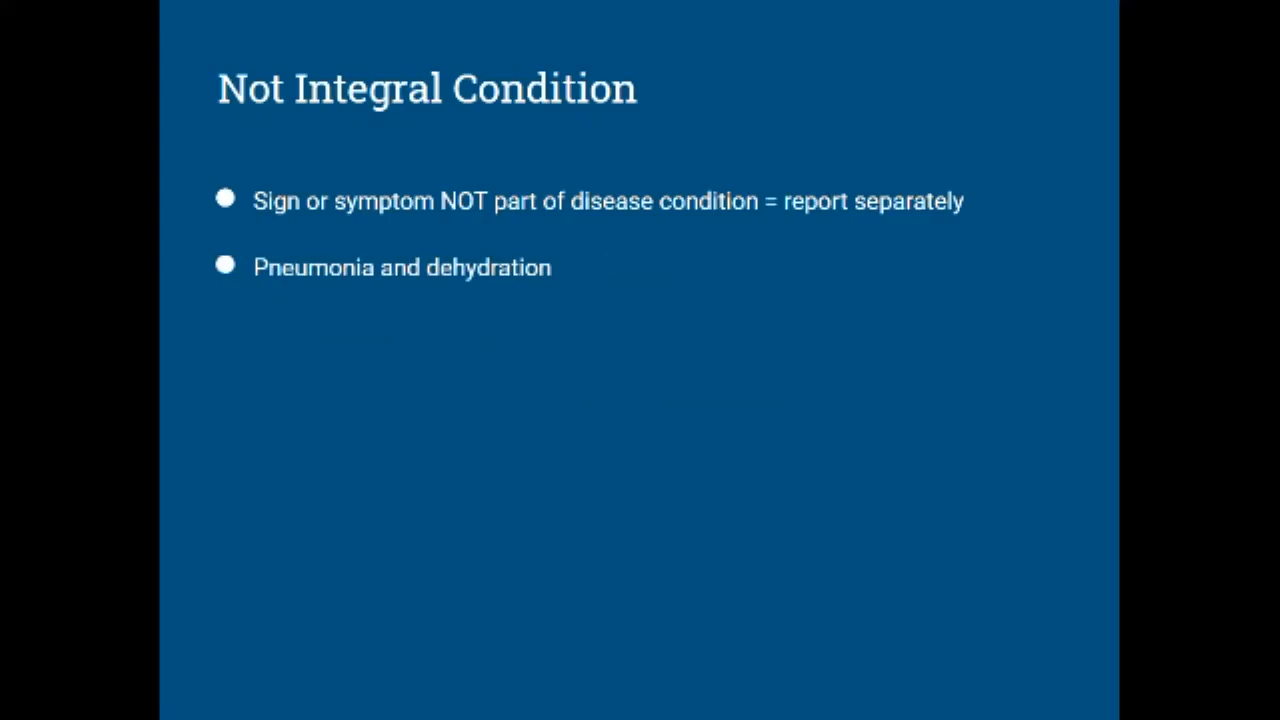 Not Integral Condition
Sign or symptom NOT part of disease condition = report separately
Pneumonia and dehydration